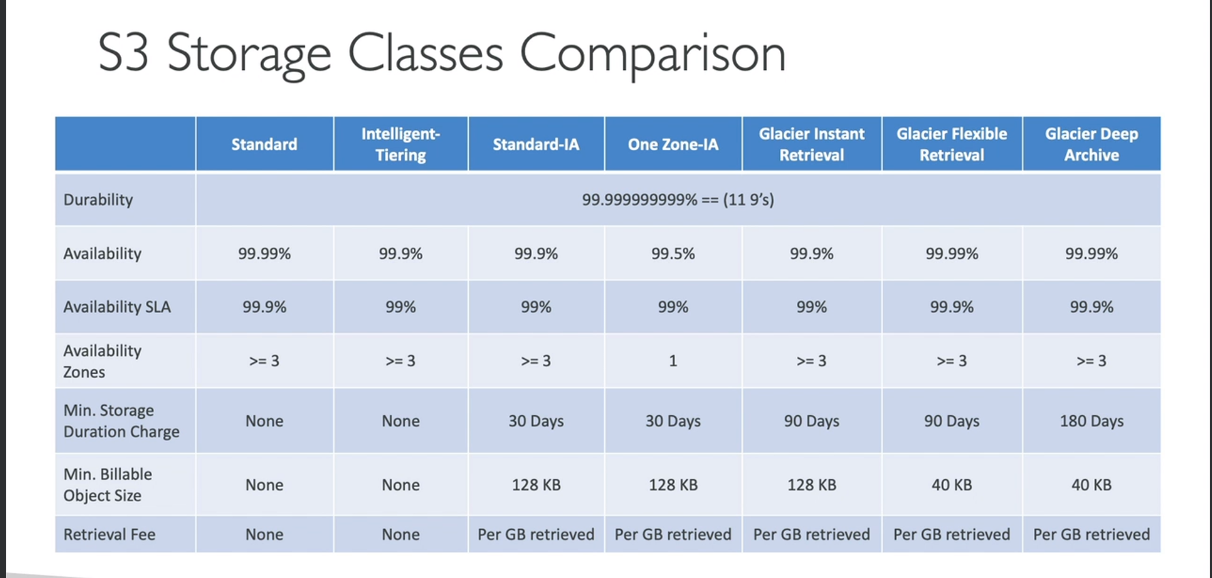 S3 Storage Classes Comparison
Standard
Intelligent-
Tiering
Standard-IA
One Zone-IA
Glacier Instant
Retrieval
Glacier Flexible
Retrieval
Glacier Deep
Archive
Durability
99.999999999% == (11 9’s)
Availability
99.99%
99.9%
99.9%
99.5%
99.9%
99.99%
99.99%
Availability SLA
99.9%
99%
99%
99%
99%
99.9%
99.9%
Availability
Zones
>= 3
>= 3
>= 3
1
>= 3
>= 3
>= 3
Min. Storage
Duration Charge
None
None
30 Days
30 Days
90 Days
90 Days
180 Days
Min. Billable
Object Size
None
None
128 KB
128 KB
128 KB
40 KB
40 KB
Retrieval Fee
None
None
Per GB retrieved
Per GB retrieved
Per GB retrieved
Per GB retrieved
Per GB retrieved